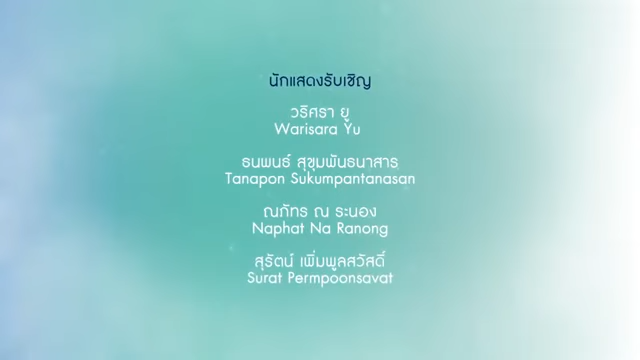 นักแสดงรับเชิญ
วริศรา ยู
Warisara Yu
ธนพนธ์ สุขุมพันธนาสาร
Tanapon Sukumpantanasan
ณภัทร ณ ระนอง
Naphat Na Ranong
สุรัตน์ เพิ่มพูลสวัสดิ์
Surat Permpoonsavat